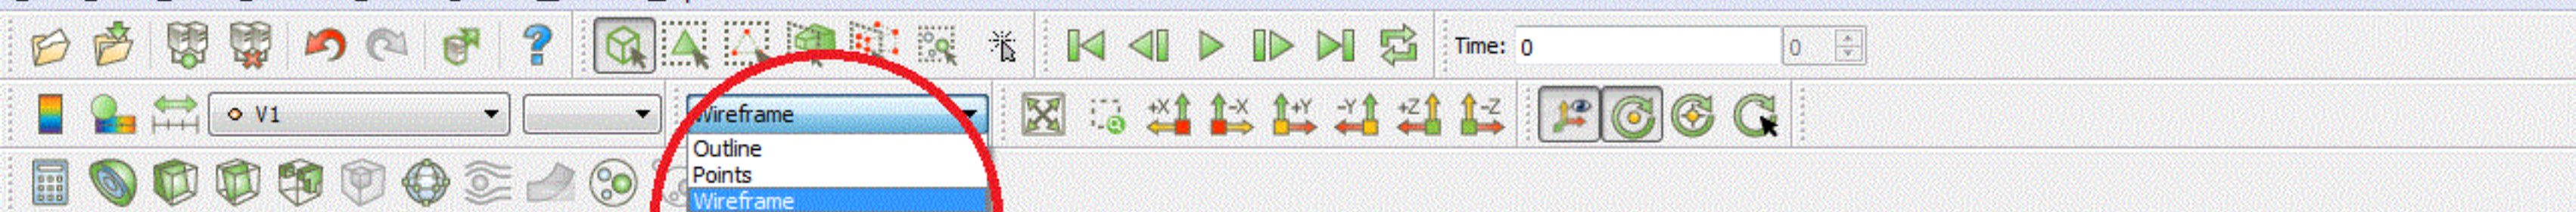 Time: 0 0
V1 Wireframe +X -X +Y -Y +Z -Z
Outline
Points
Wireframe